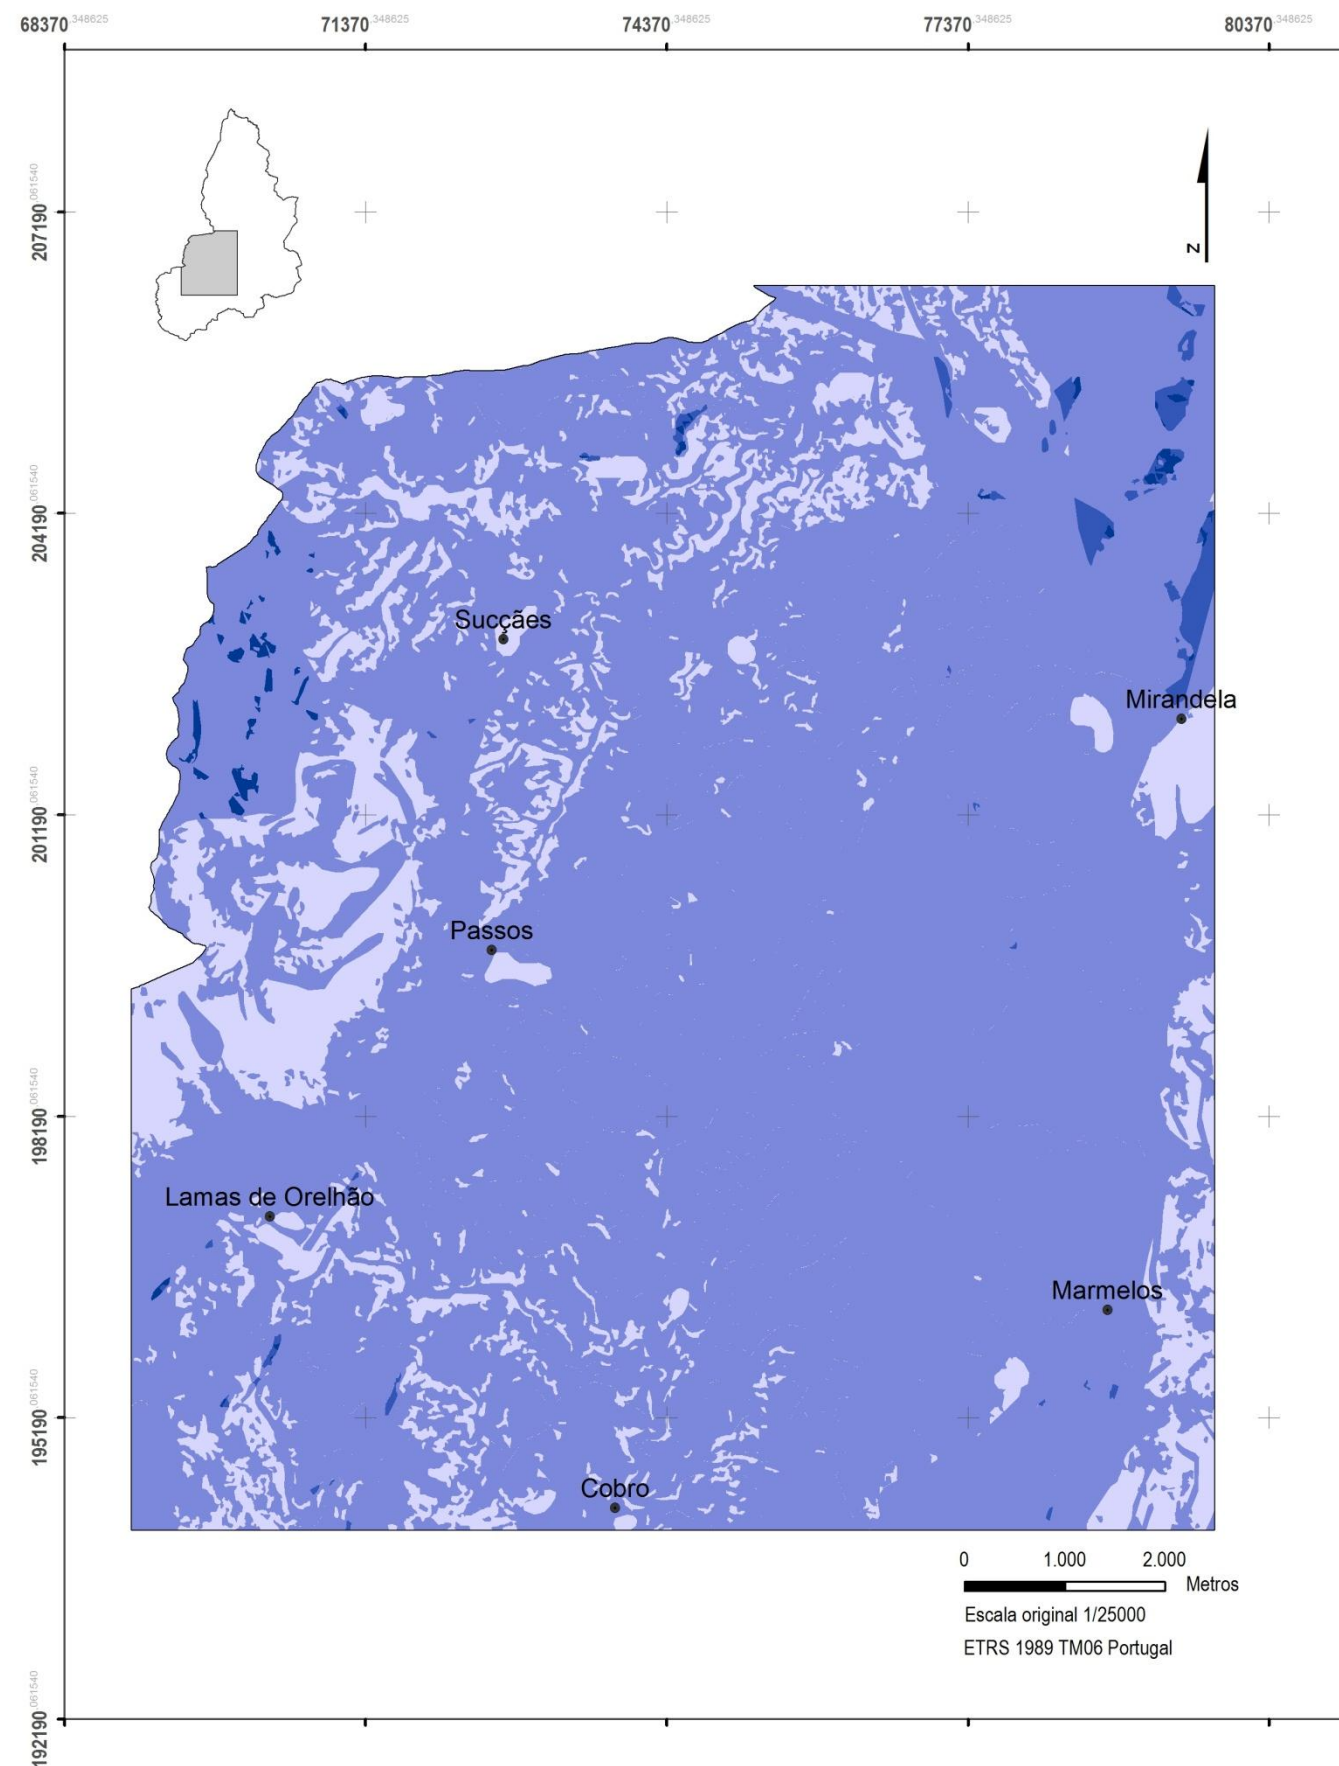 68370,348625
71370,348625
74370,348625
77370,348625
80370,348625
207190,061540
N
204190,061540
Sucçães
Mirandela
201190,061540
Passos
198190,061540
Lamas de Orelhão
Marmelos
195190,061540
Cobro
0 1.000 2.000
Metros
Escala original 1/25000
ETRS 1989 TM06 Portugal
192190,061540